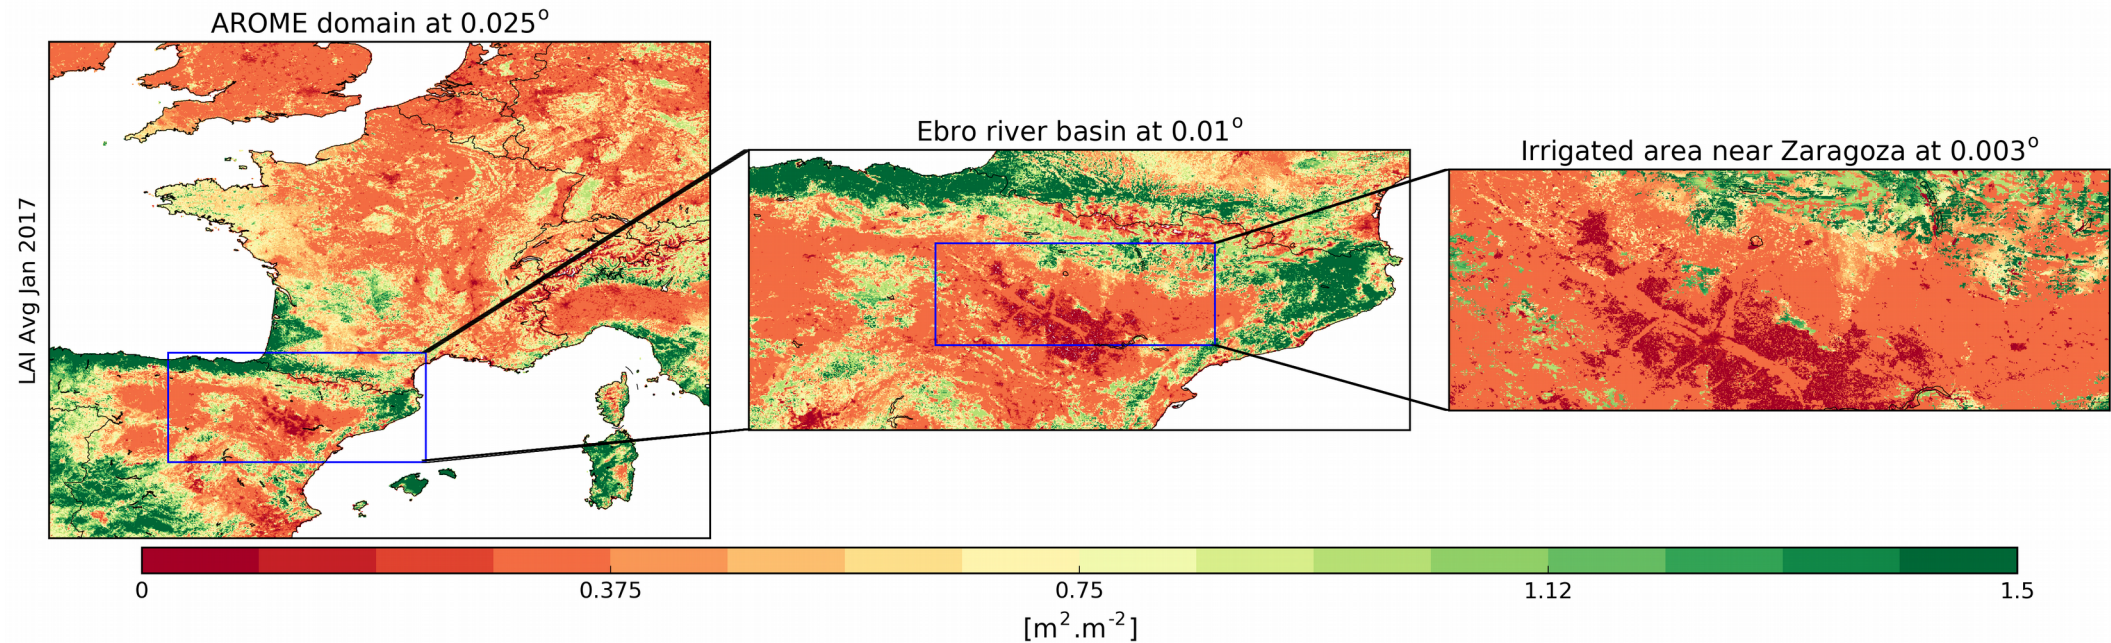 AROME domain at 0.025°
Ebro river basin at 0.01°
Irrigated area near Zaragoza at 0.003°
LAI Avg Jan 2017
0 0.375 0.75 1.12 1.5
[m².m⁻²]